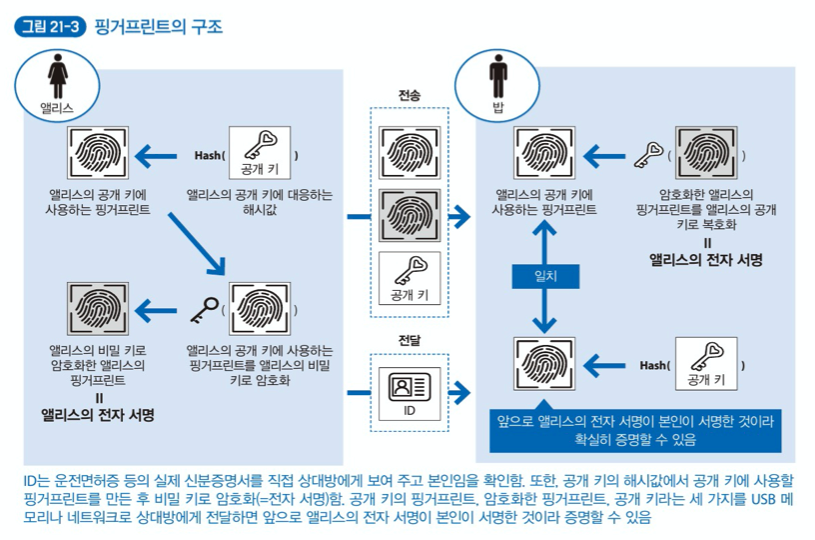 그림 21-3 핑거프린트의 구조
앨리스
Hash( 공개 키 )
앨리스의 공개 키에
사용하는 핑거프린트
앨리스의 공개 키에 대응하는
해시값
( )
앨리스의 비밀 키로
암호화한 앨리스의
핑거프린트
=
앨리스의 전자 서명
앨리스의 공개 키에 사용하는
핑거프린트를 앨리스의 비밀
키로 암호화
전송
공개 키
전달
ID
밥
앨리스의 공개 키에
사용하는 핑거프린트
( )
암호화한 앨리스의
핑거프린트를 앨리스의 공개
키로 복호화
=
앨리스의 전자 서명
일치
Hash( 공개 키 )
앞으로 앨리스의 전자 서명이 본인이 서명한 것이라
확실히 증명할 수 있음
ID는 운전면허증 등의 실제 신분증명서를 직접 상대방에게 보여 주고 본인임을 확인함. 또한, 공개 키의 해시값에서 공개 키에 사용할
핑거프린트를 만든 후 비밀 키로 암호화(=전자 서명)함. 공개 키의 핑거프린트, 암호화한 핑거프린트, 공개 키라는 세 가지를 USB 메
모리나 네트워크로 상대방에게 전달하면 앞으로 앨리스의 전자 서명이 본인이 서명한 것이라 증명할 수 있음